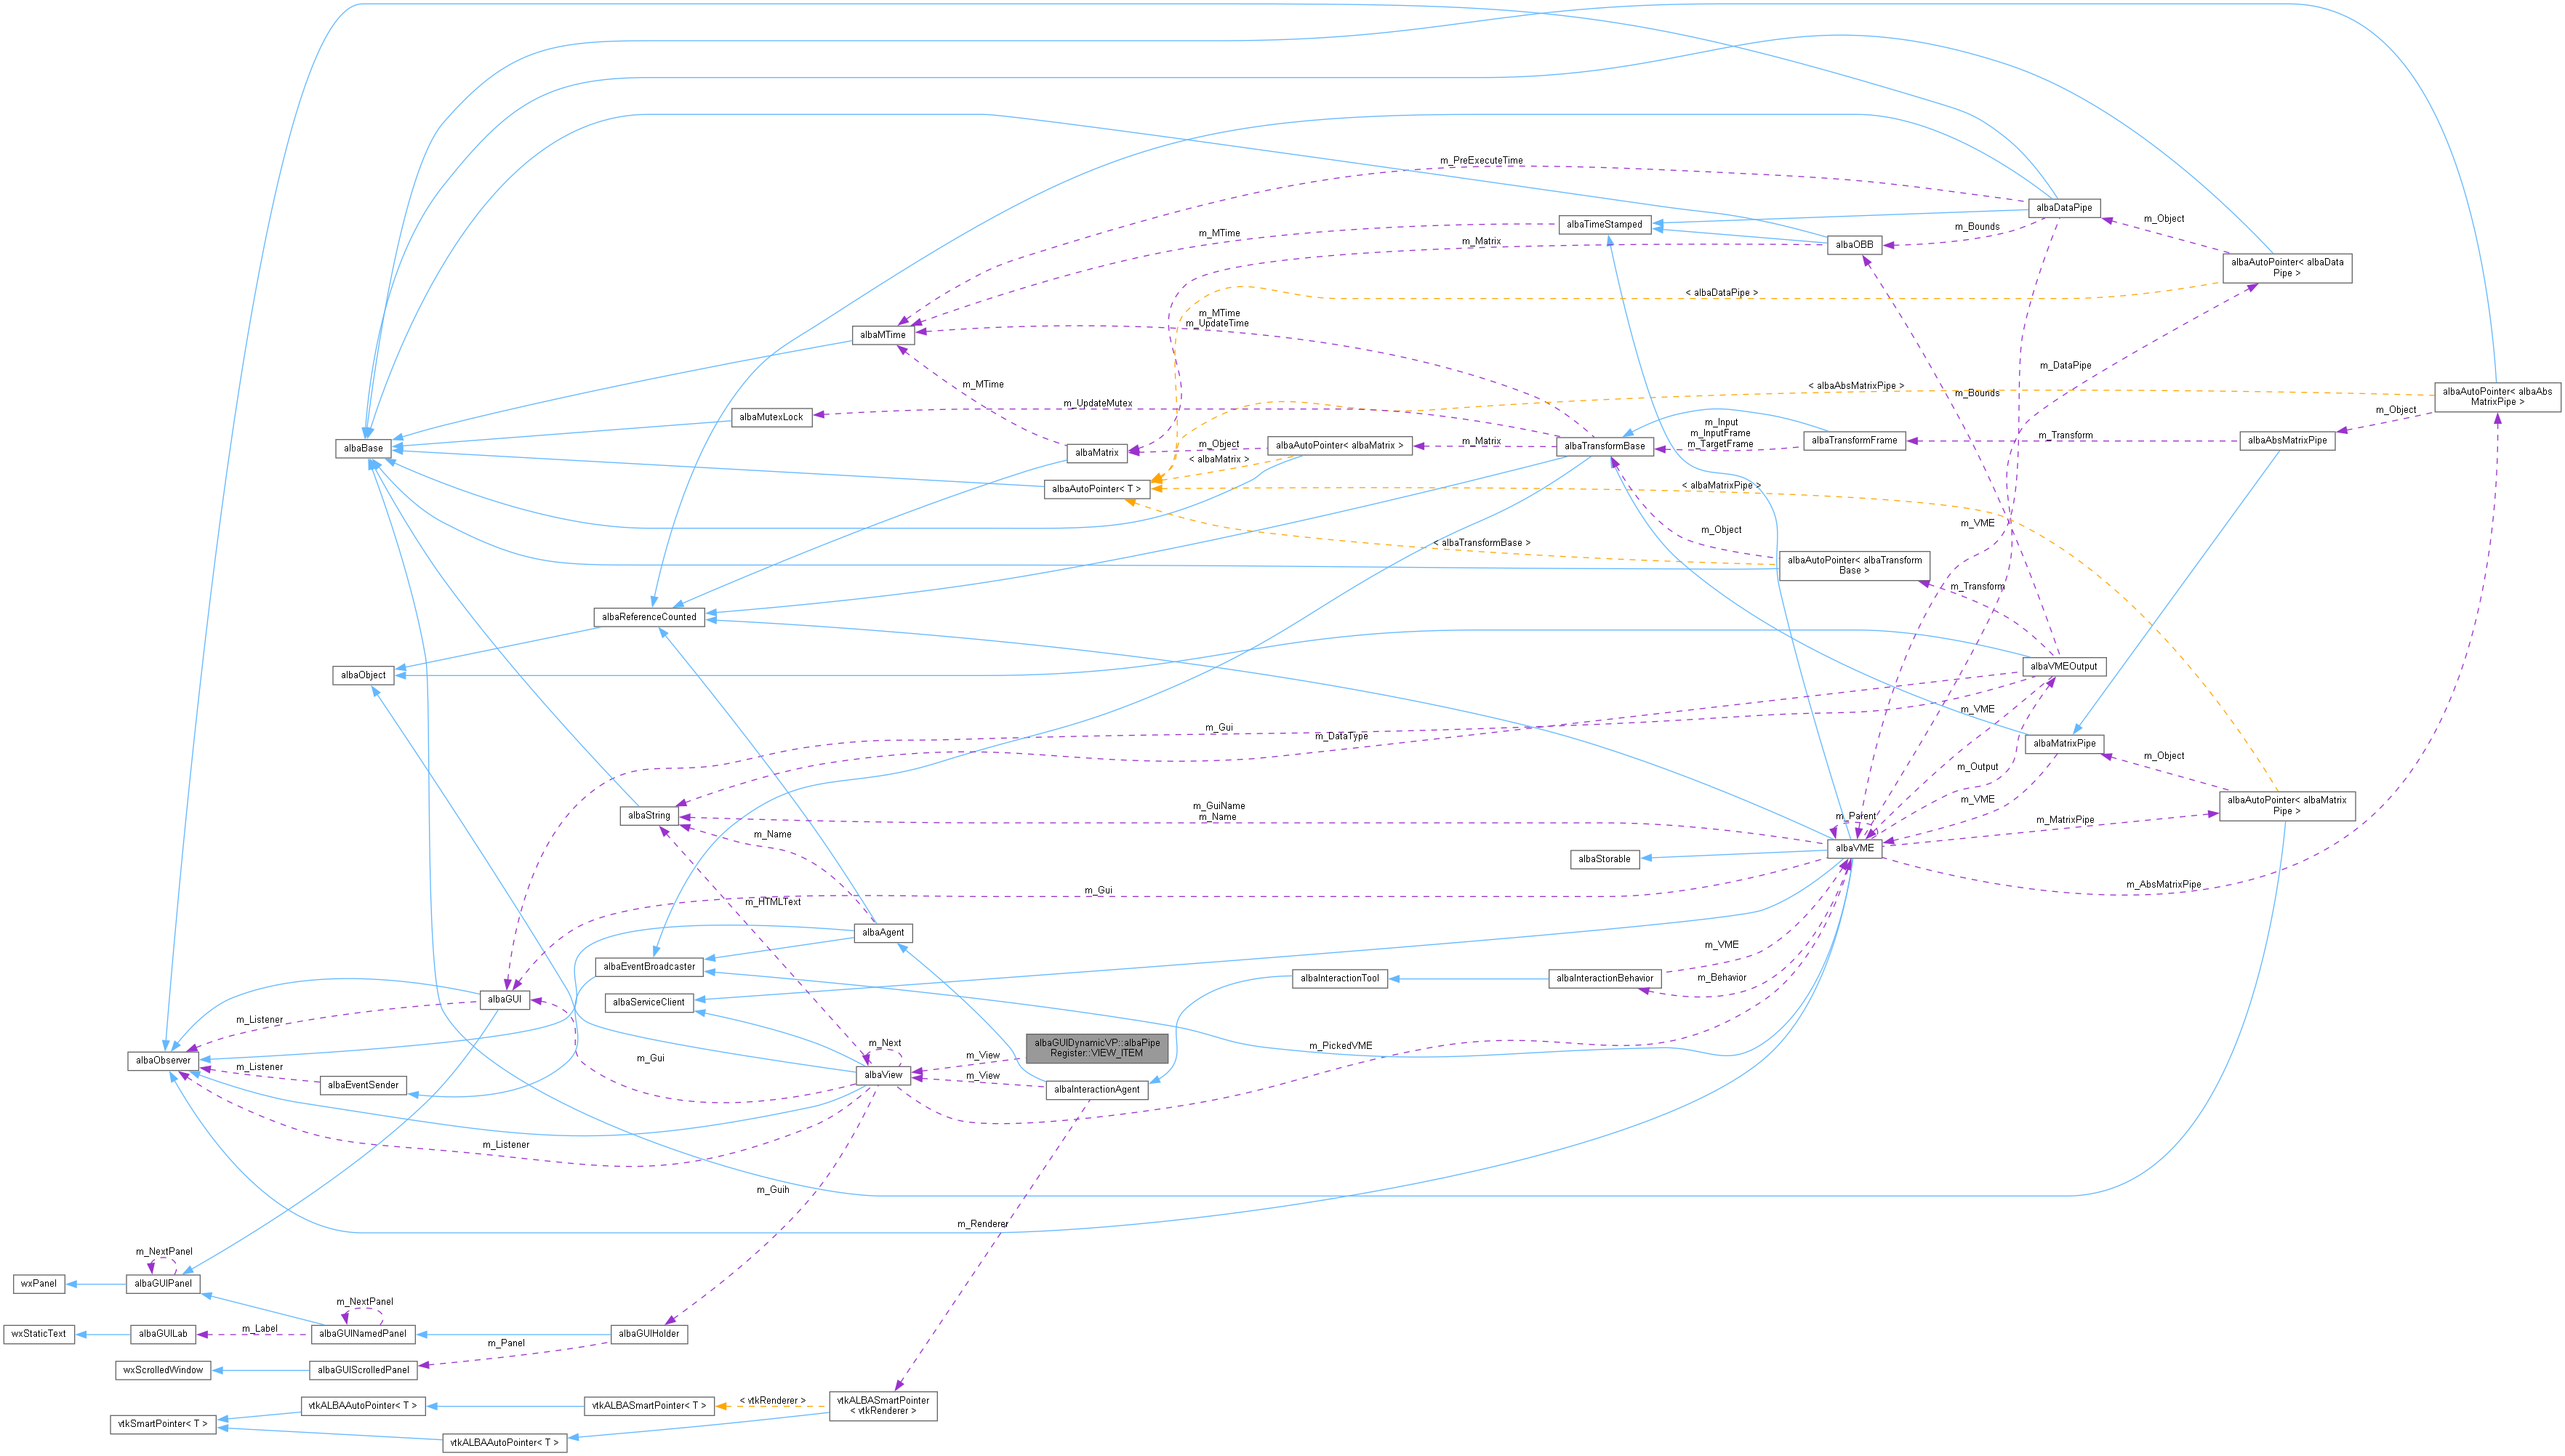 m_PreExecuteTime
albaDataPipe
albaTimeStamped
m_Object
m_Bounds
m_MTime
m_Matrix
albaOBB
albaAutoPointer< albaData
Pipe >
< albaDataPipe >
m_MTime
m_UpdateTime
albaMTime
m_DataPipe
m_MTime
< albaAbsMatrixPipe >
m_Bounds
albaAutoPointer< albaAbs
MatrixPipe >
m_UpdateMutex
albaMutexLock
m_Object
m_Input
m_InputFrame
m_TargetFrame
albaBase
albaMatrix
m_Object
< albaMatrix >
albaAutoPointer< albaMatrix >
m_Matrix
albaTransformBase
albaTransformFrame
m_Transform
albaAbsMatrixPipe
albaAutoPointer< T >
< albaMatrixPipe >
m_VME
m_Object
< albaTransformBase >
albaAutoPointer< albaTransform
Base >
m_Transform
albaReferenceCounted
albaObject
albaVMEOutput
m_VME
m_Gui
m_DataType
albaMatrixPipe
m_Object
m_Output
m_VME
albaString
m_GuiName
m_Name
m_Parent
m_MatrixPipe
albaAutoPointer< albaMatrix
Pipe >
m_Name
albaVME
albaStorable
m_Gui
m_AbsMatrixPipe
m_HTMLText
albaAgent
m_VME
albaEventBroadcaster
albaInteractionTool
albaInteractionBehavior
m_Behavior
albaGUI
albaServiceClient
m_Listener
m_Next
albaGUIDynamicVP::albaPipe
Register::VIEW_ITEM
m_PickedVME
albaObserver
m_Gui
m_View
m_Listener
albaEventSender
albaView
m_View
albaInteractionAgent
m_Listener
m_Guih
m_Renderer
m_NextPanel
wxPanel
albaGUIPanel
m_NextPanel
wxStaticText
albaGUILab
m_Label
albaGUINamedPanel
albaGUIHolder
m_Panel
wxScrolledWindow
albaGUIScrolledPanel
vtkALBAAutoPointer< T >
vtkALBASmartPointer< T >
< vtkRenderer >
vtkALBASmartPointer
< vtkRenderer >
vtkSmartPointer< T >
vtkALBAAutoPointer< T >